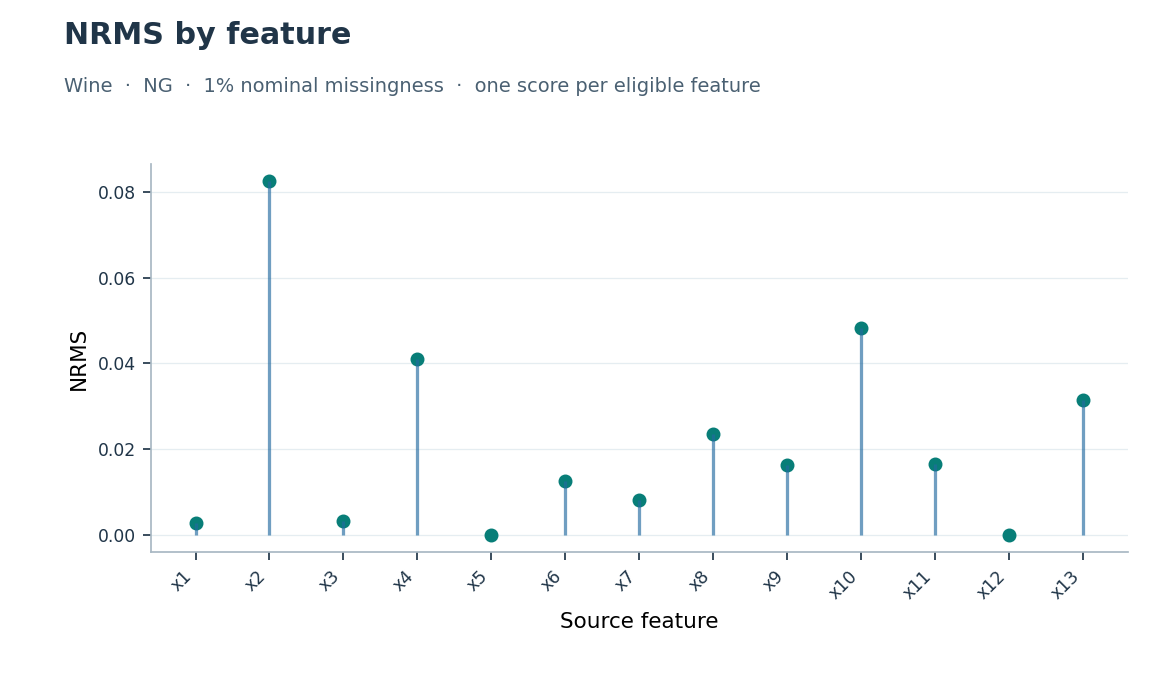 NRMS by feature
Wine · NG · 1% nominal missingness · one score per eligible feature
NRMS
0.08
0.06
0.04
0.02
0.00
x1 x2 x3 x4 x5 x6 x7 x8 x9 x10 x11 x12 x13
Source feature